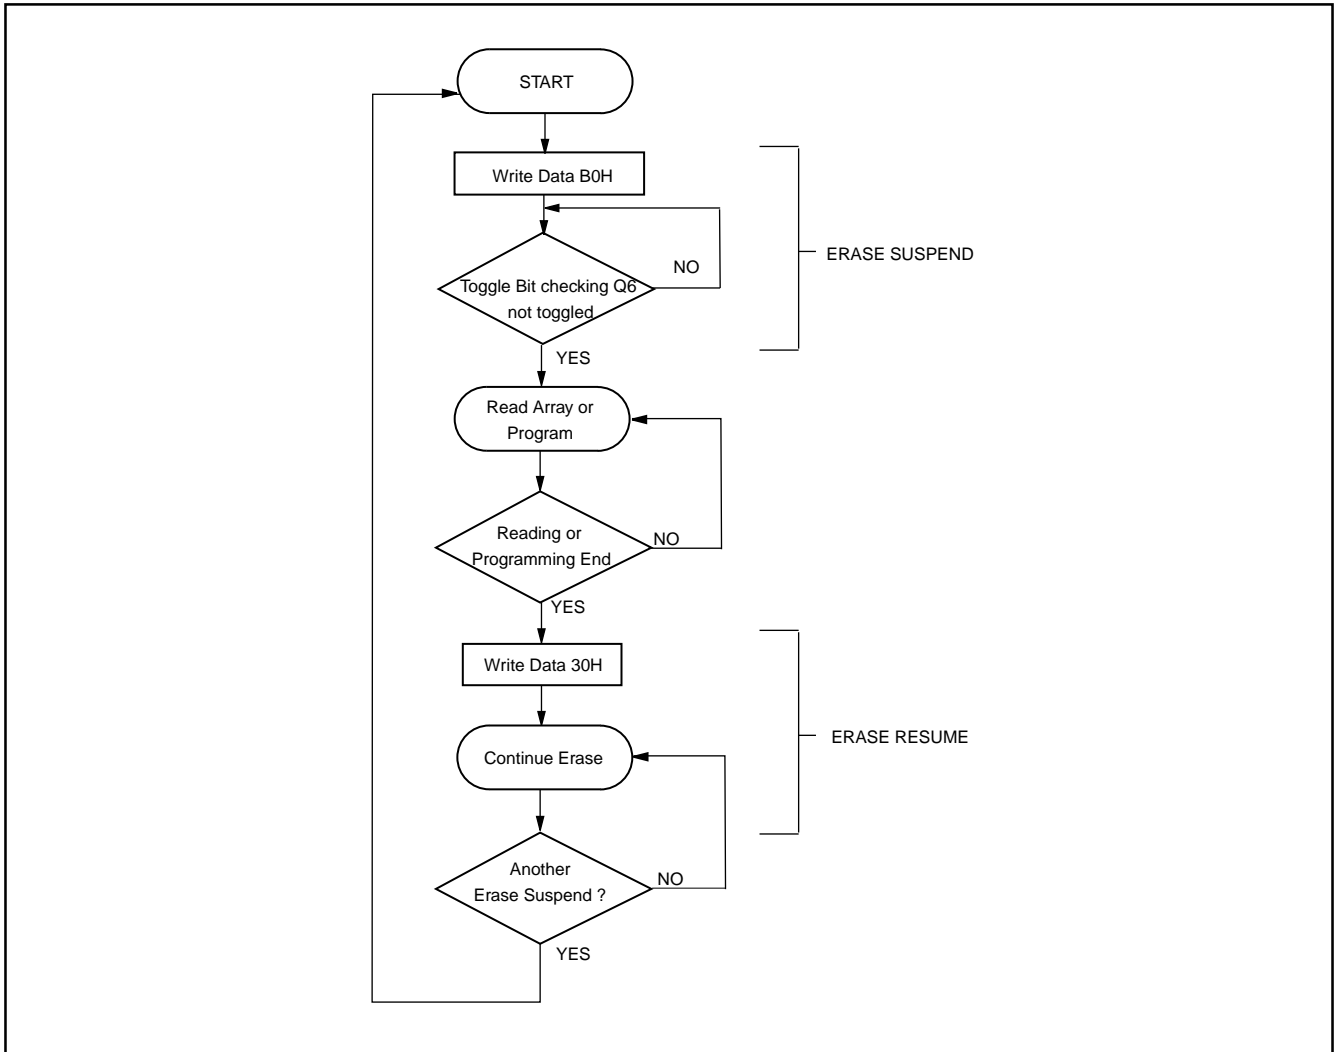 START
Write Data B0H
ERASE SUSPEND
NO
Toggle Bit checking Q6
not toggled
YES
Read Array or
Program
Reading or
Programming End
NO
YES
Write Data 30H
ERASE RESUME
Continue Erase
Another
Erase Suspend ?
NO
YES